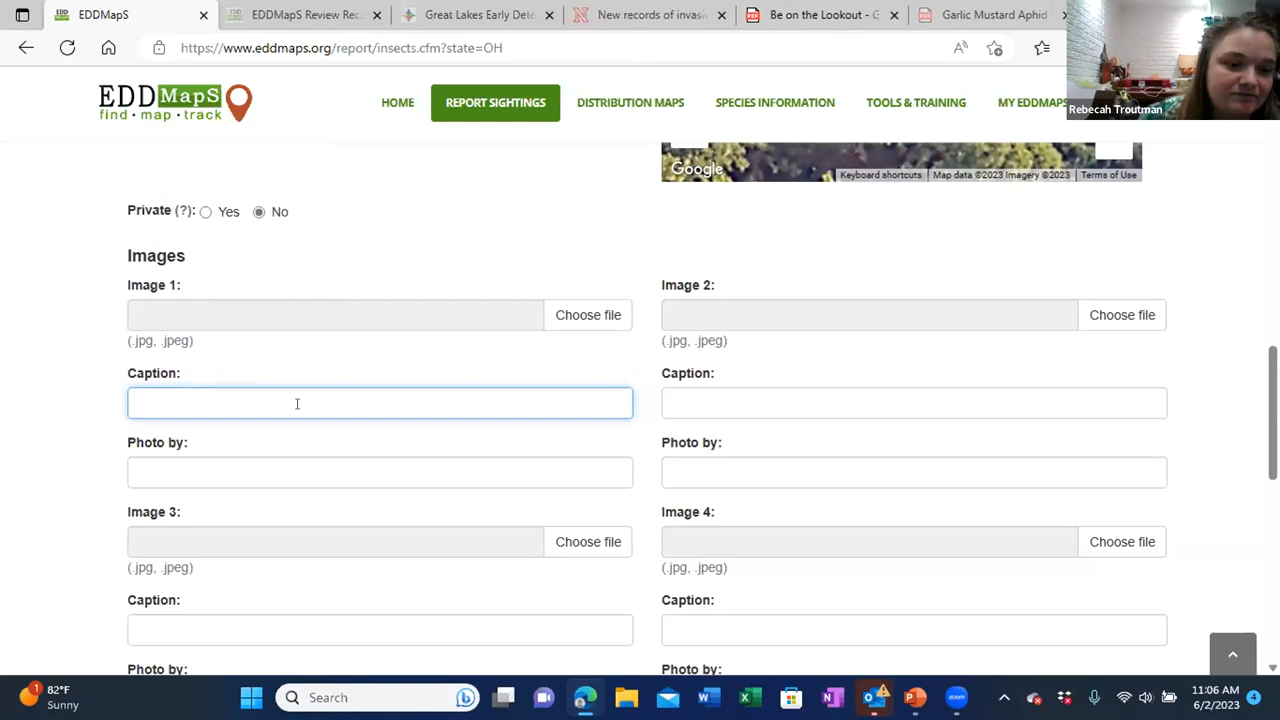 EDDMapS
EDDMapS Review Reca
Great Lakes Early Dete
New records of invasi
Be on the Lookout - G
Garlic Mustard Aphid
https://www.eddmaps.org/report/insects.cfm?state=OH
Rebecah Troutman
EDDMapS
find · map · track
HOME
REPORT SIGHTINGS
DISTRIBUTION MAPS
SPECIES INFORMATION
TOOLS & TRAINING
MY EDDMAPS
Google
Keyboard shortcuts
Map data ©2023 Imagery ©2023
Terms of Use
Private (?): Yes No
Images
Image 1:
Image 2:
Choose file
Choose file
(.jpg, .jpeg)
(.jpg, .jpeg)
Caption:
Caption:
Photo by:
Photo by:
Image 3:
Image 4:
Choose file
Choose file
(.jpg, .jpeg)
(.jpg, .jpeg)
Caption:
Caption:
Photo by:
Photo by:
1
82°F
Sunny
Search
11:06 AM
6/2/2023
4